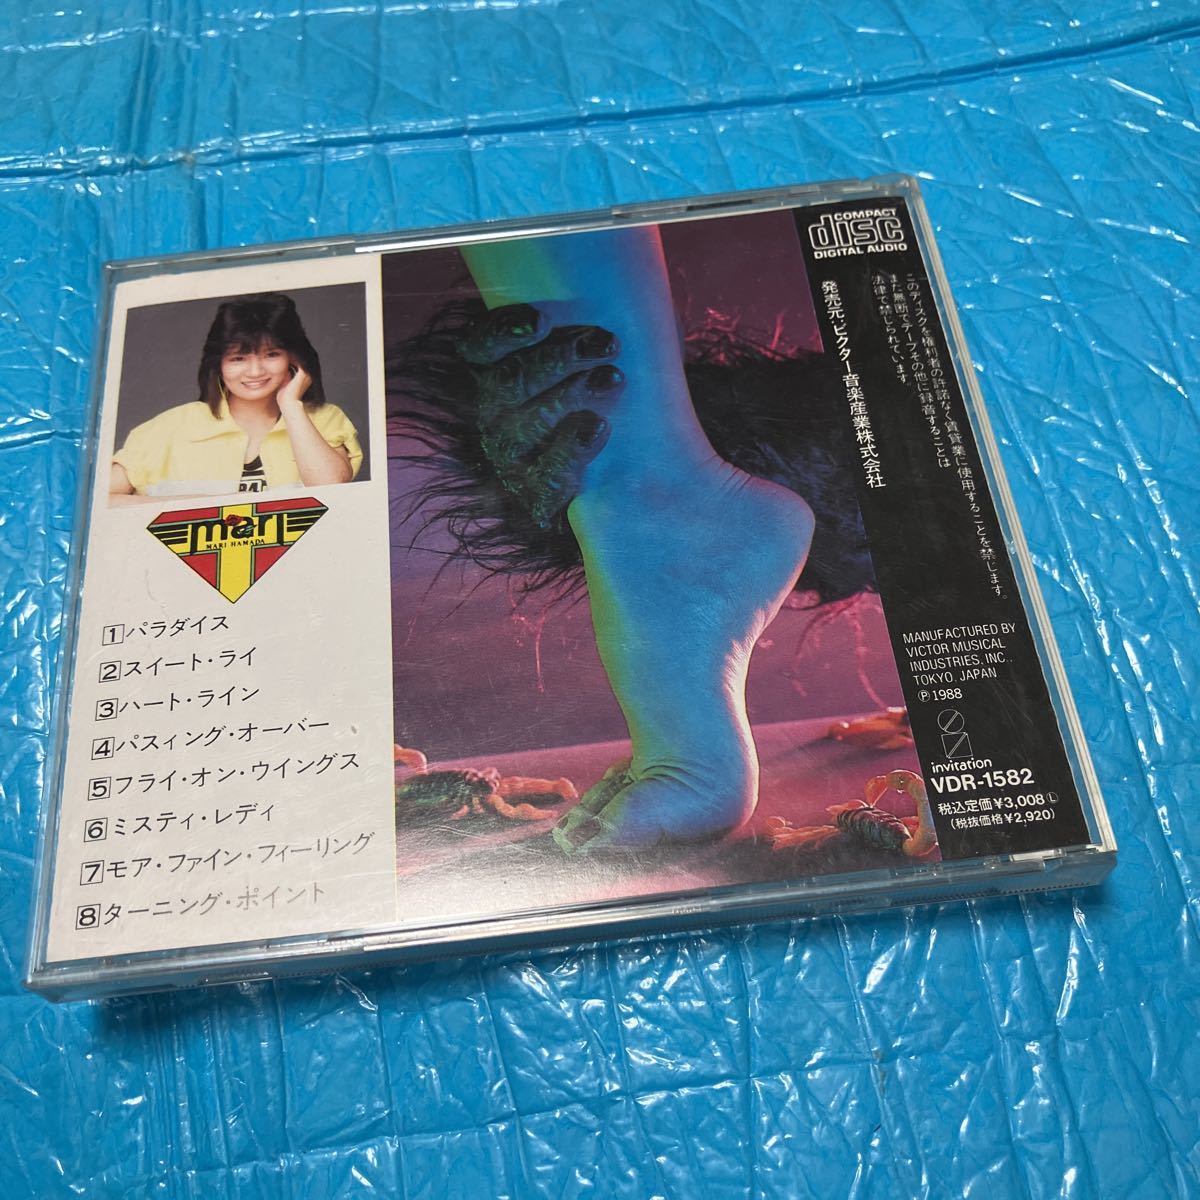 mari
MARI HAMADA
1 パラダイス
2 スイート・ライ
3 ハート・ライン
4 パスィング・オーバー
5 フライ・オン・ウイングス
6 ミスティ・レディ
7 モア・ファイン・フィーリング
8 ターニング・ポイント
COMPACT
disc
DIGITAL AUDIO
このディスクを権利者の許諾なく賃貸業に使用することを禁じます。
また無断でテープその他に録音することは
法律で禁じられています。
発売元:ビクター音楽産業株式会社
MANUFACTURED BY
VICTOR MUSICAL
INDUSTRIES, INC.,
TOKYO, JAPAN
Ⓟ1988
invitation
VDR-1582
税込定価¥3,008Ⓛ
(税抜価格¥2,920)